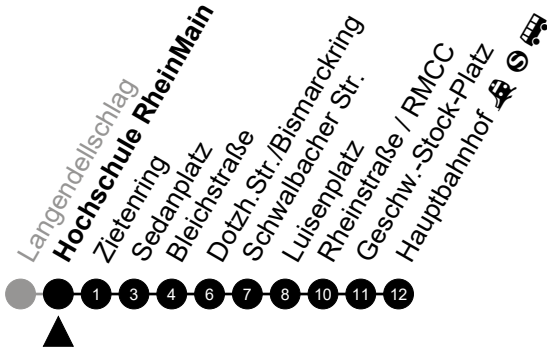 Langendellschlag
Hochschule RheinMain
Zietenring
Sedanplatz
Bleichstraße
Dotzh.Str./Bismarckring
Schwalbacher Str.
Luisenplatz
Rheinstraße / RMCC
Geschw.-Stock-Platz
Hauptbahnhof S
1 3 4 6 7 8 10 11 12